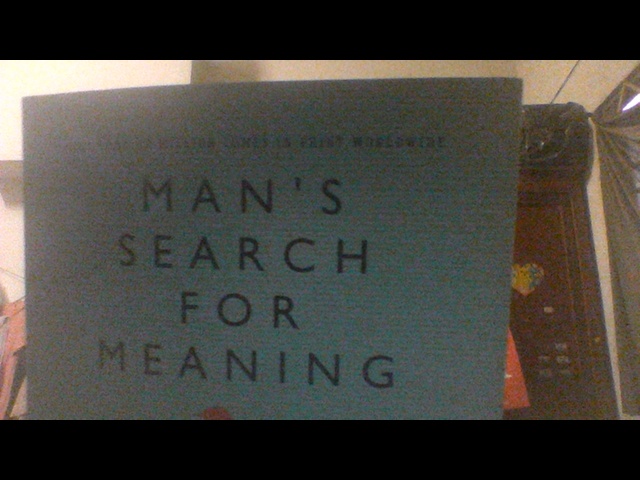 MILLION COPIES IN PRINT WORLDWIDE
MAN'S
SEARCH
FOR
MEANING